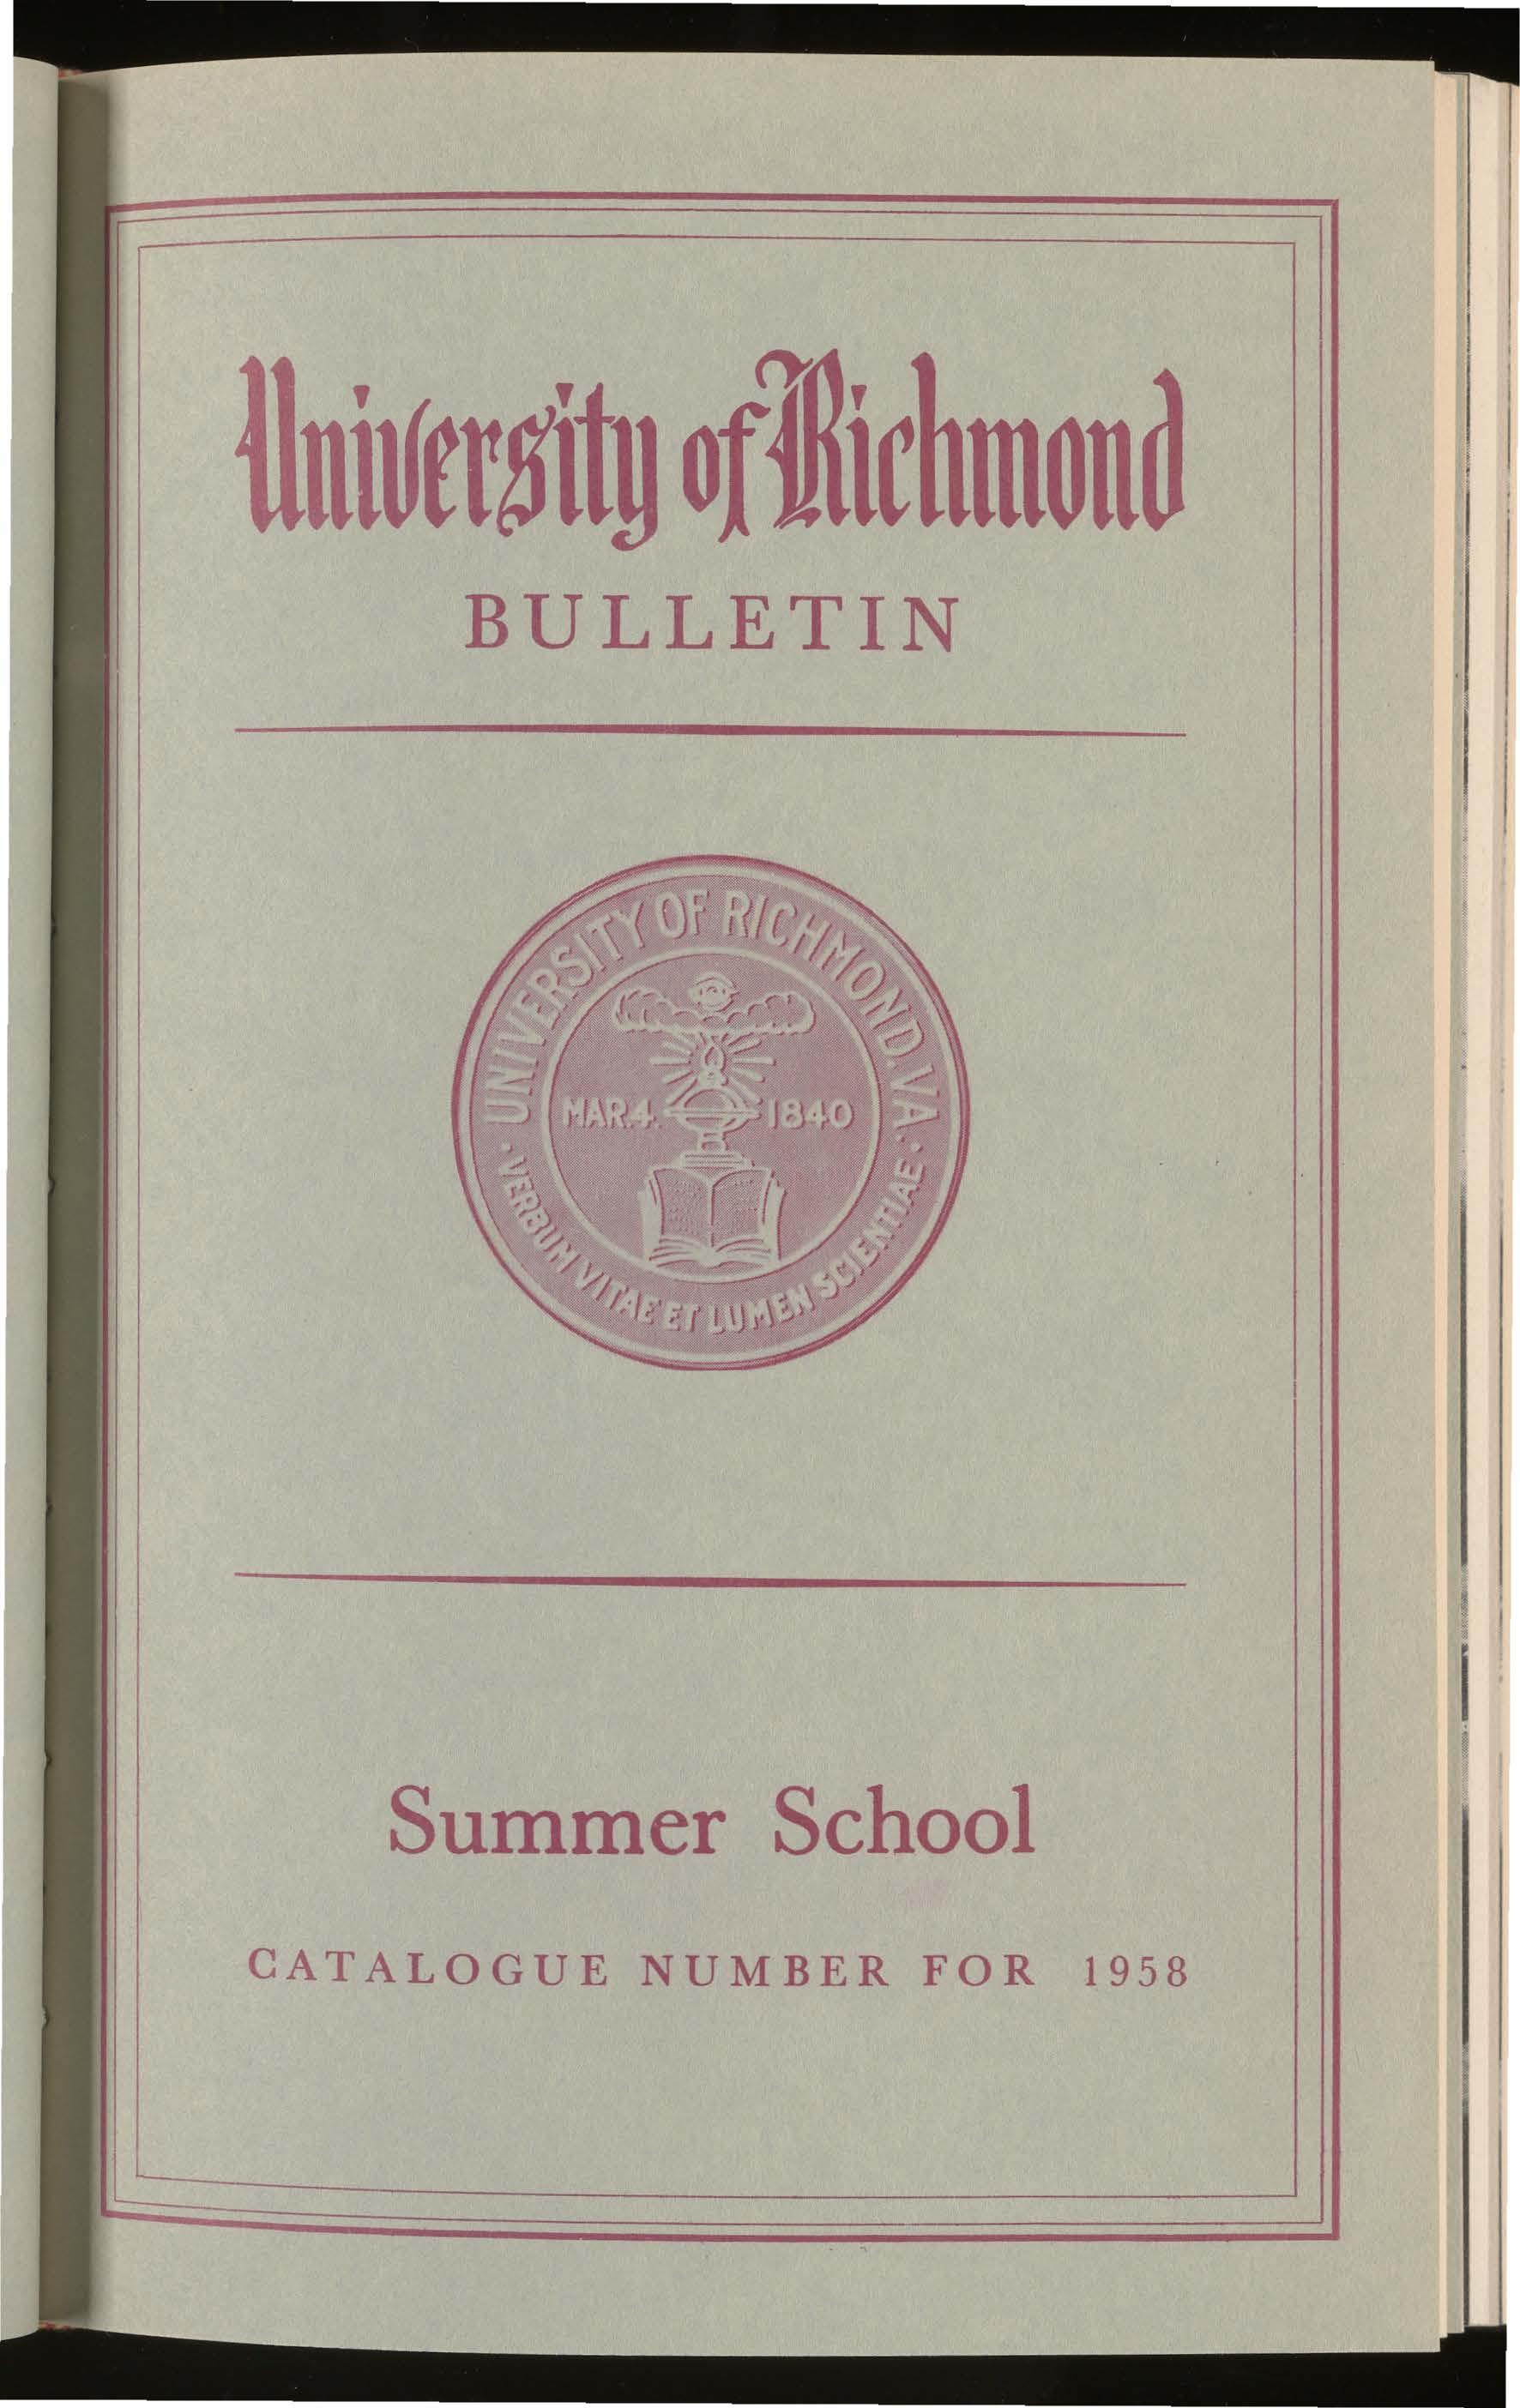 University of Richmond
BULLETIN
UNIVERSITY OF RICHMOND. VA.
MAR. 4. 1840
· VERBUM VITAE ET LUMEN SCIENTIAE ·
Summer School
CATALOGUE NUMBER FOR 1958